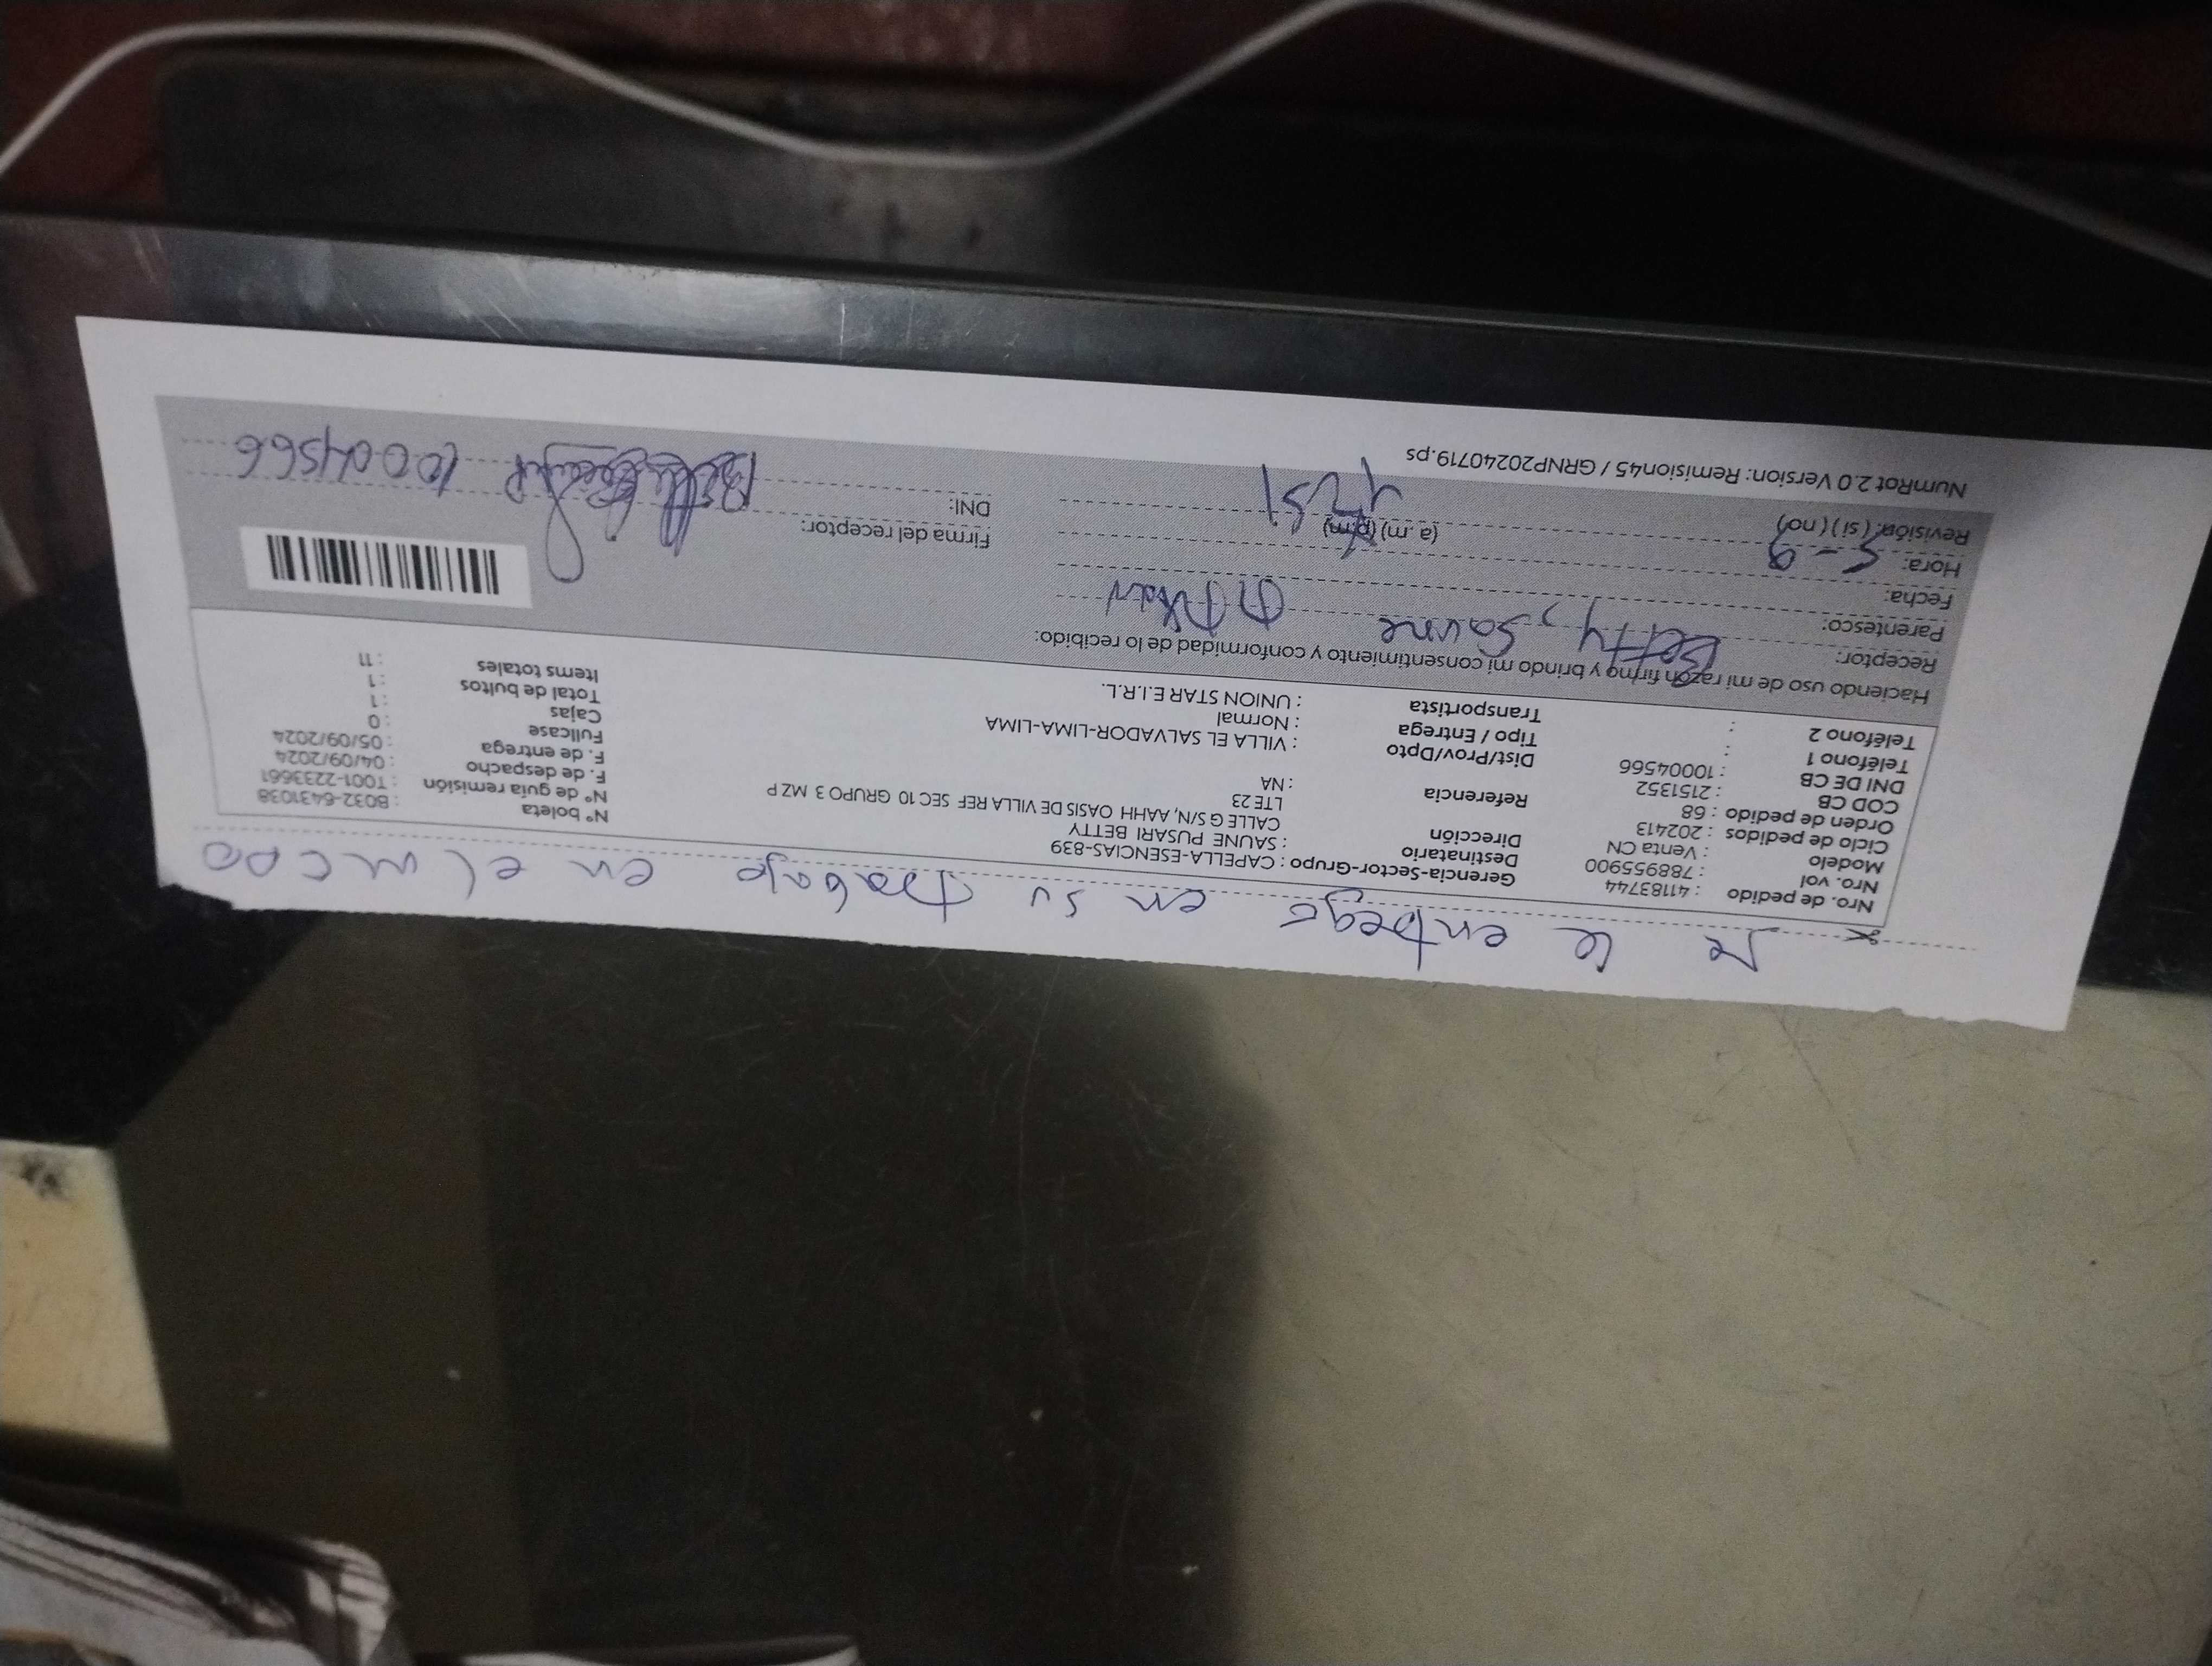 se le entrego en su trabajo en el mcdo
Nro. de pedido : 41183744
Nro. vol : 788955900
Modelo : Venta CN
Ciclo de pedidos : 202413
Orden de pedido : 68
COD CB : 2151352
DNI DE CB : 10004566
Teléfono 1 :
Teléfono 2 :
Gerencia-Sector-Grupo : CAPELLA-ESENCIAS-839
Destinatario : SAUNE PUSARI BETTY
Dirección : CALLE G S/N, AAHH OASIS DE VILLA REF SEC 10 GRUPO 3 MZ P
LTE 23
Referencia : NA
Dist/Prov/Dpto : VILLA EL SALVADOR-LIMA-LIMA
Tipo / Entrega : Normal
Transportista : UNION STAR E.I.R.L.
N° boleta : B032-6431038
N° de guía remisión : T001-2233661
F. de despacho : 04/09/2024
F. de entrega : 05/09/2024
Fullcase : 0
Cajas : 1
Total de bultos : 1
Items totales : 11
Haciendo uso de mi razón firmo y brindo mi consentimiento y conformidad de lo recibido:
Receptor: Betty, Saune
Parentesco: titular
Fecha: 5-9
Hora: (a.m) (p.m)
Revisión: (si) (no)
Firma del receptor:
DNI: 10004566
NumRot 2.0 Version: Remision45 / GRNP20240719.ps